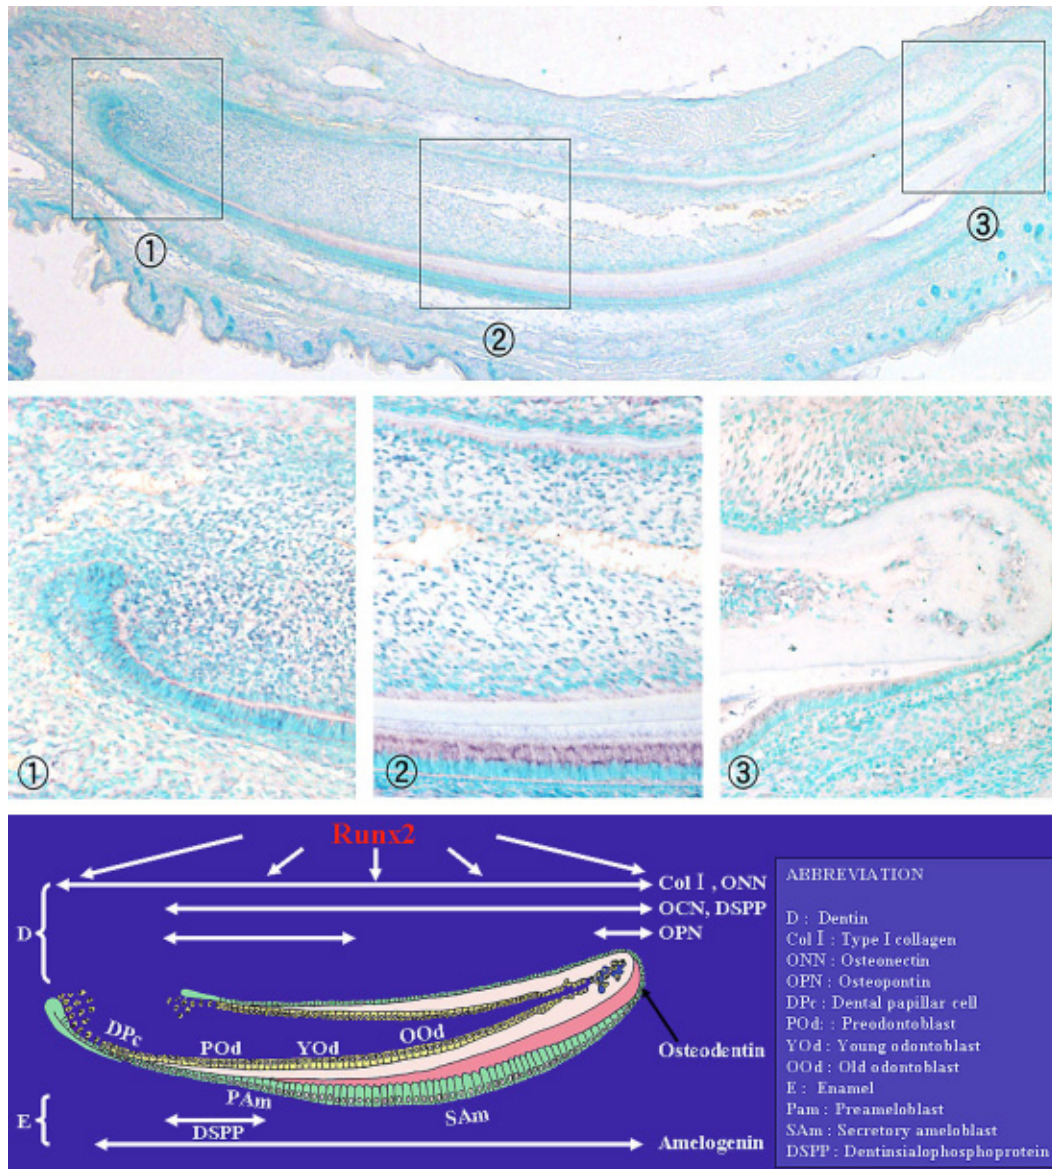 ①
②
③
①
②
③
Runx2
Col Ⅰ, ONN
OCN, DSPP
D
OPN
DPc
POd
YOd
OOd
Osteodentin
PAm
SAm
E
DSPP
Amelogenin
ABBREVIATION
D : Dentin
Col Ⅰ : Type I collagen
ONN : Osteonectin
OPN : Osteopontin
DPc : Dental papillar cell
POd: : Preodontoblast
YOd : Young odontoblast
OOd : Old odontoblast
E : Enamel
Pam : Preameloblast
SAm : Secretory ameloblast
DSPP : Dentinsialophosphoprotein